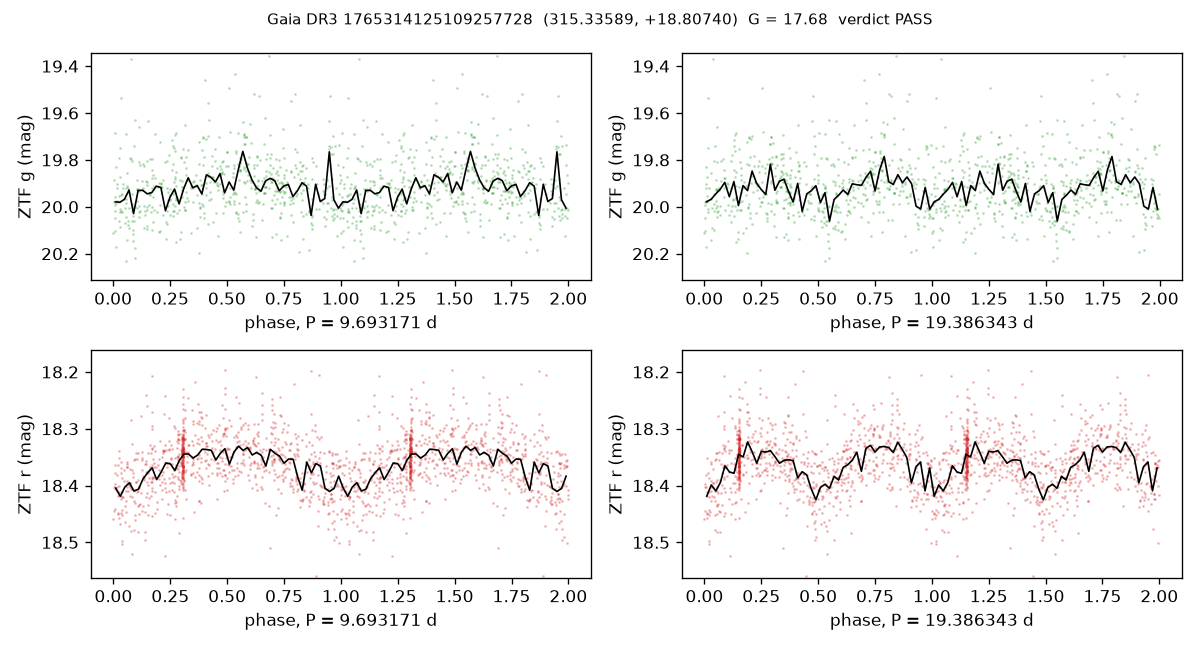 Gaia DR3 1765314125109257728 (315.33589, +18.80740) G = 17.68 verdict PASS
ZTF g (mag)
19.4
19.6
19.8
20.0
20.2
0.00 0.25 0.50 0.75 1.00 1.25 1.50 1.75 2.00
phase, P = 9.693171 d
ZTF g (mag)
19.4
19.6
19.8
20.0
20.2
0.00 0.25 0.50 0.75 1.00 1.25 1.50 1.75 2.00
phase, P = 19.386343 d
ZTF r (mag)
18.2
18.3
18.4
18.5
0.00 0.25 0.50 0.75 1.00 1.25 1.50 1.75 2.00
phase, P = 9.693171 d
ZTF r (mag)
18.2
18.3
18.4
18.5
0.00 0.25 0.50 0.75 1.00 1.25 1.50 1.75 2.00
phase, P = 19.386343 d